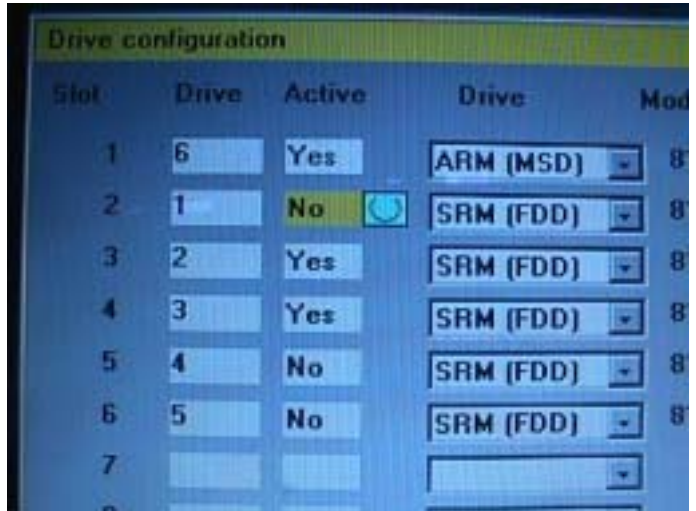 Drive configuration
Slot Drive Active Drive
1 6 Yes ARM (MSD)
2 1 No SRM (FDD)
3 2 Yes SRM (FDD)
4 3 Yes SRM (FDD)
5 4 No SRM (FDD)
6 5 No SRM (FDD)
7